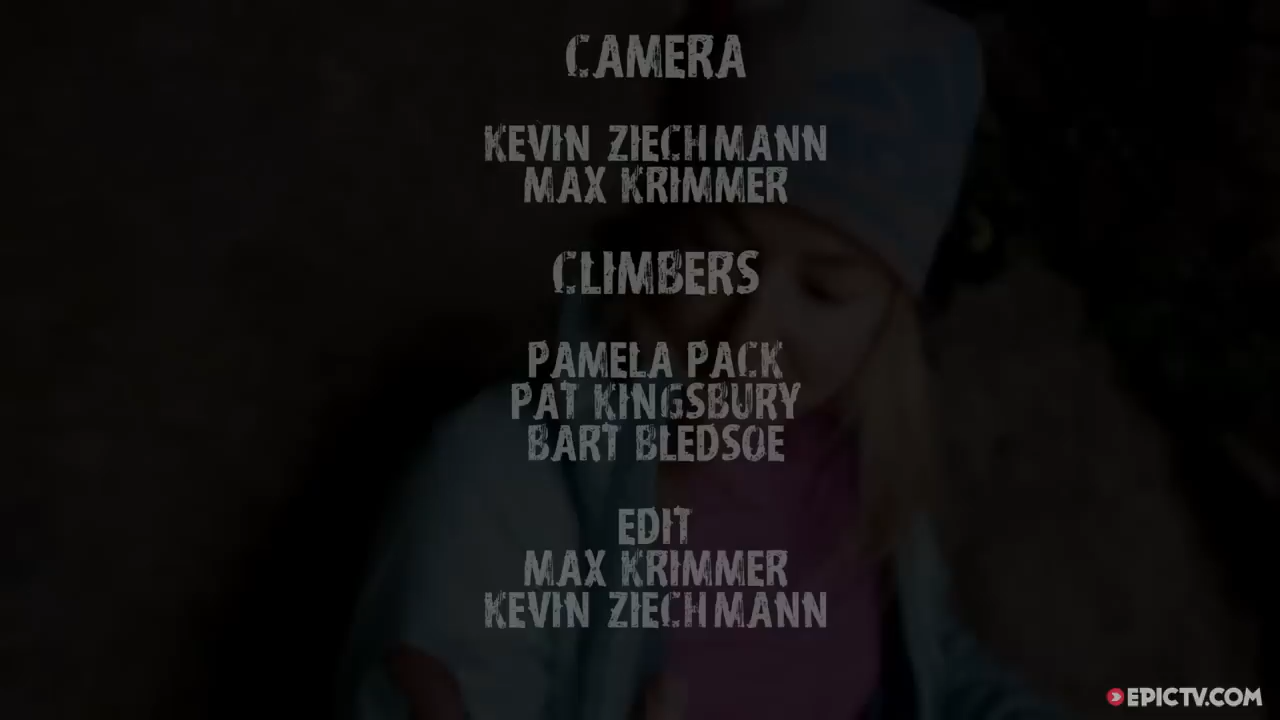 CAMERA
KEVIN ZIECHMANN
MAX KRIMMER
CLIMBERS
PAMELA PACK
PAT KINGSBURY
BART BLEDSOE
EDIT
MAX KRIMMER
KEVIN ZIECHMANN
EPICTV.COM